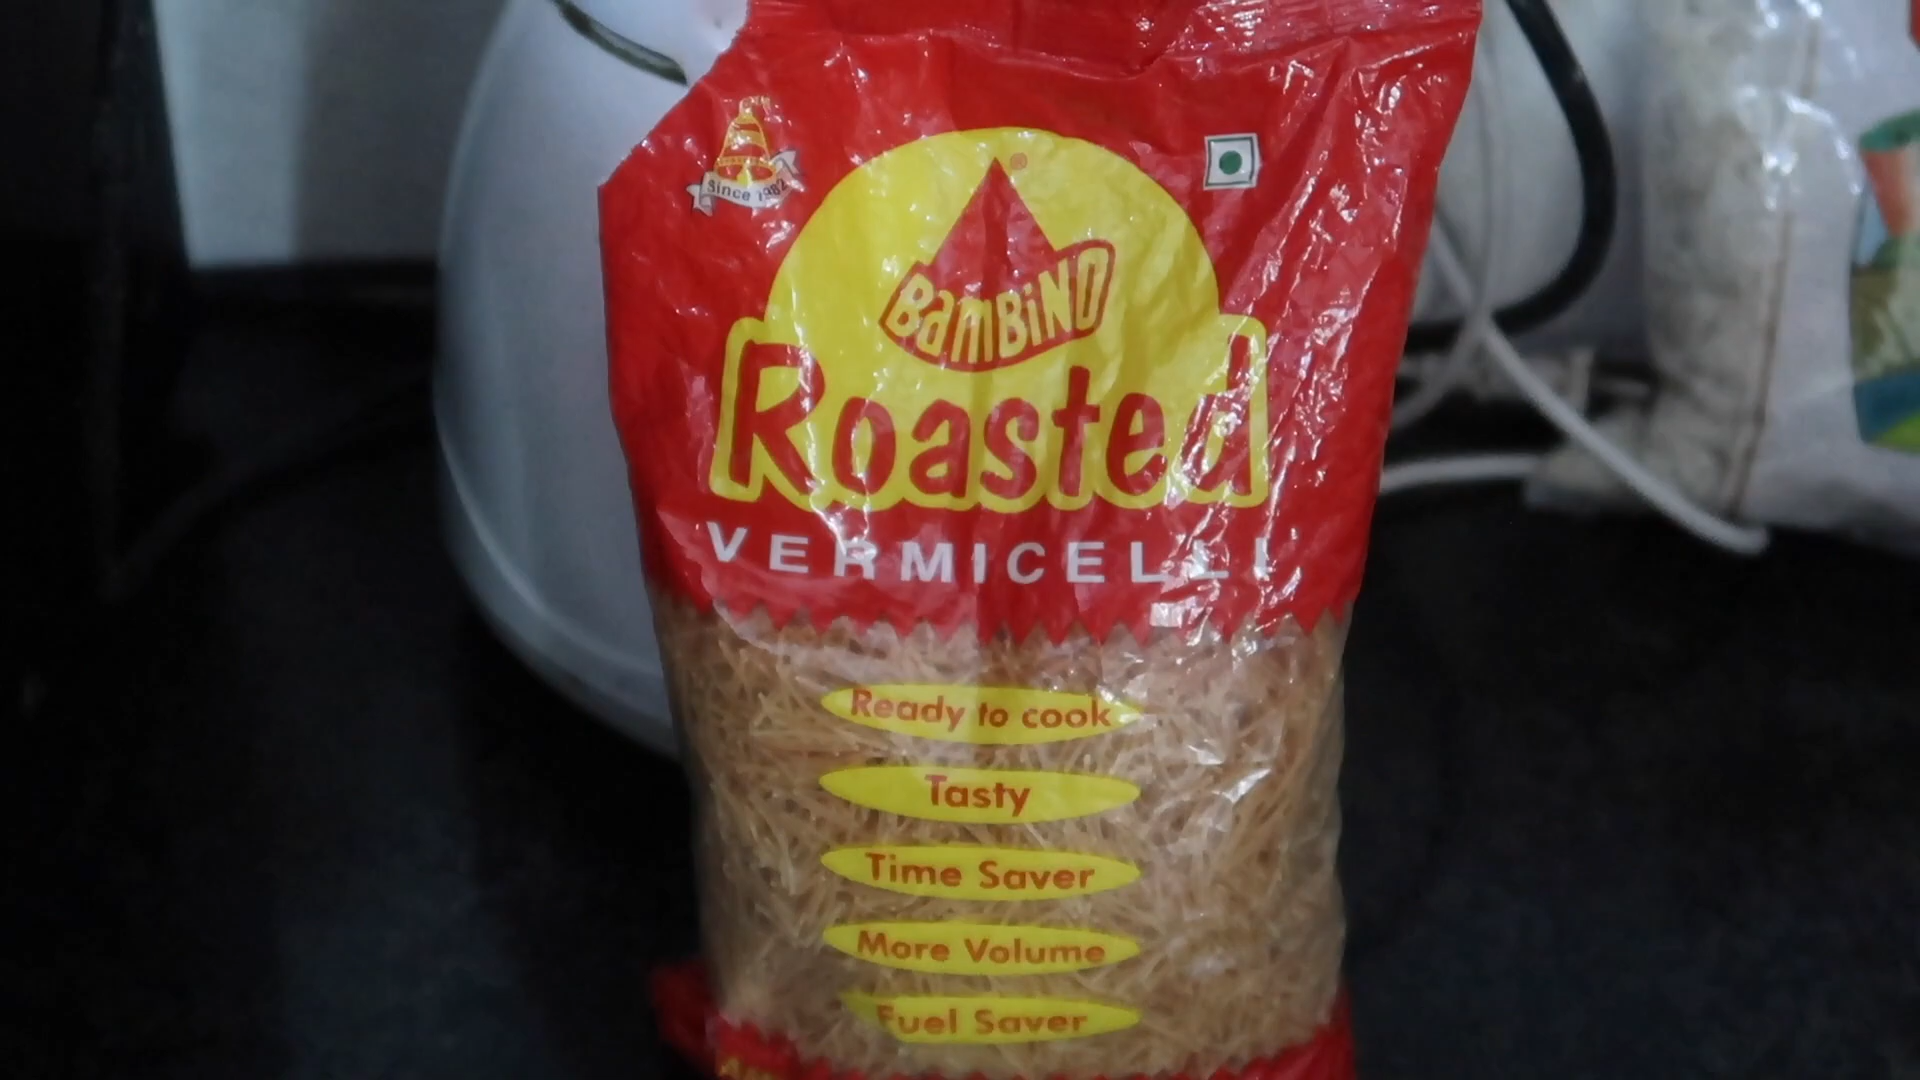 Since 1982
BAMBINO
Roasted
VERMICELLI
Ready to cook
Tasty
Time Saver
More Volume
Fuel Saver